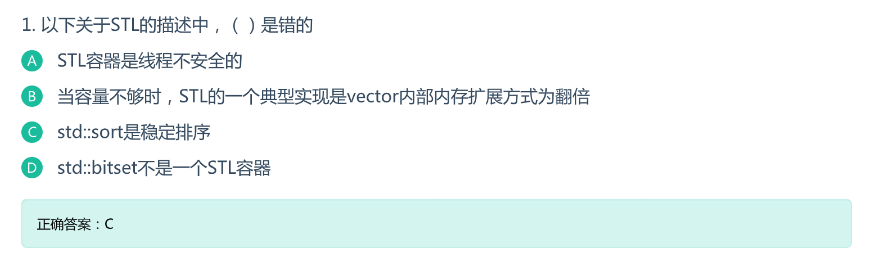 1. 以下关于STL的描述中，（ ）是错的
A STL容器是线程不安全的
B 当容量不够时，STL的一个典型实现是vector内部内存扩展方式为翻倍
C std::sort是稳定排序
D std::bitset不是一个STL容器
正确答案：C